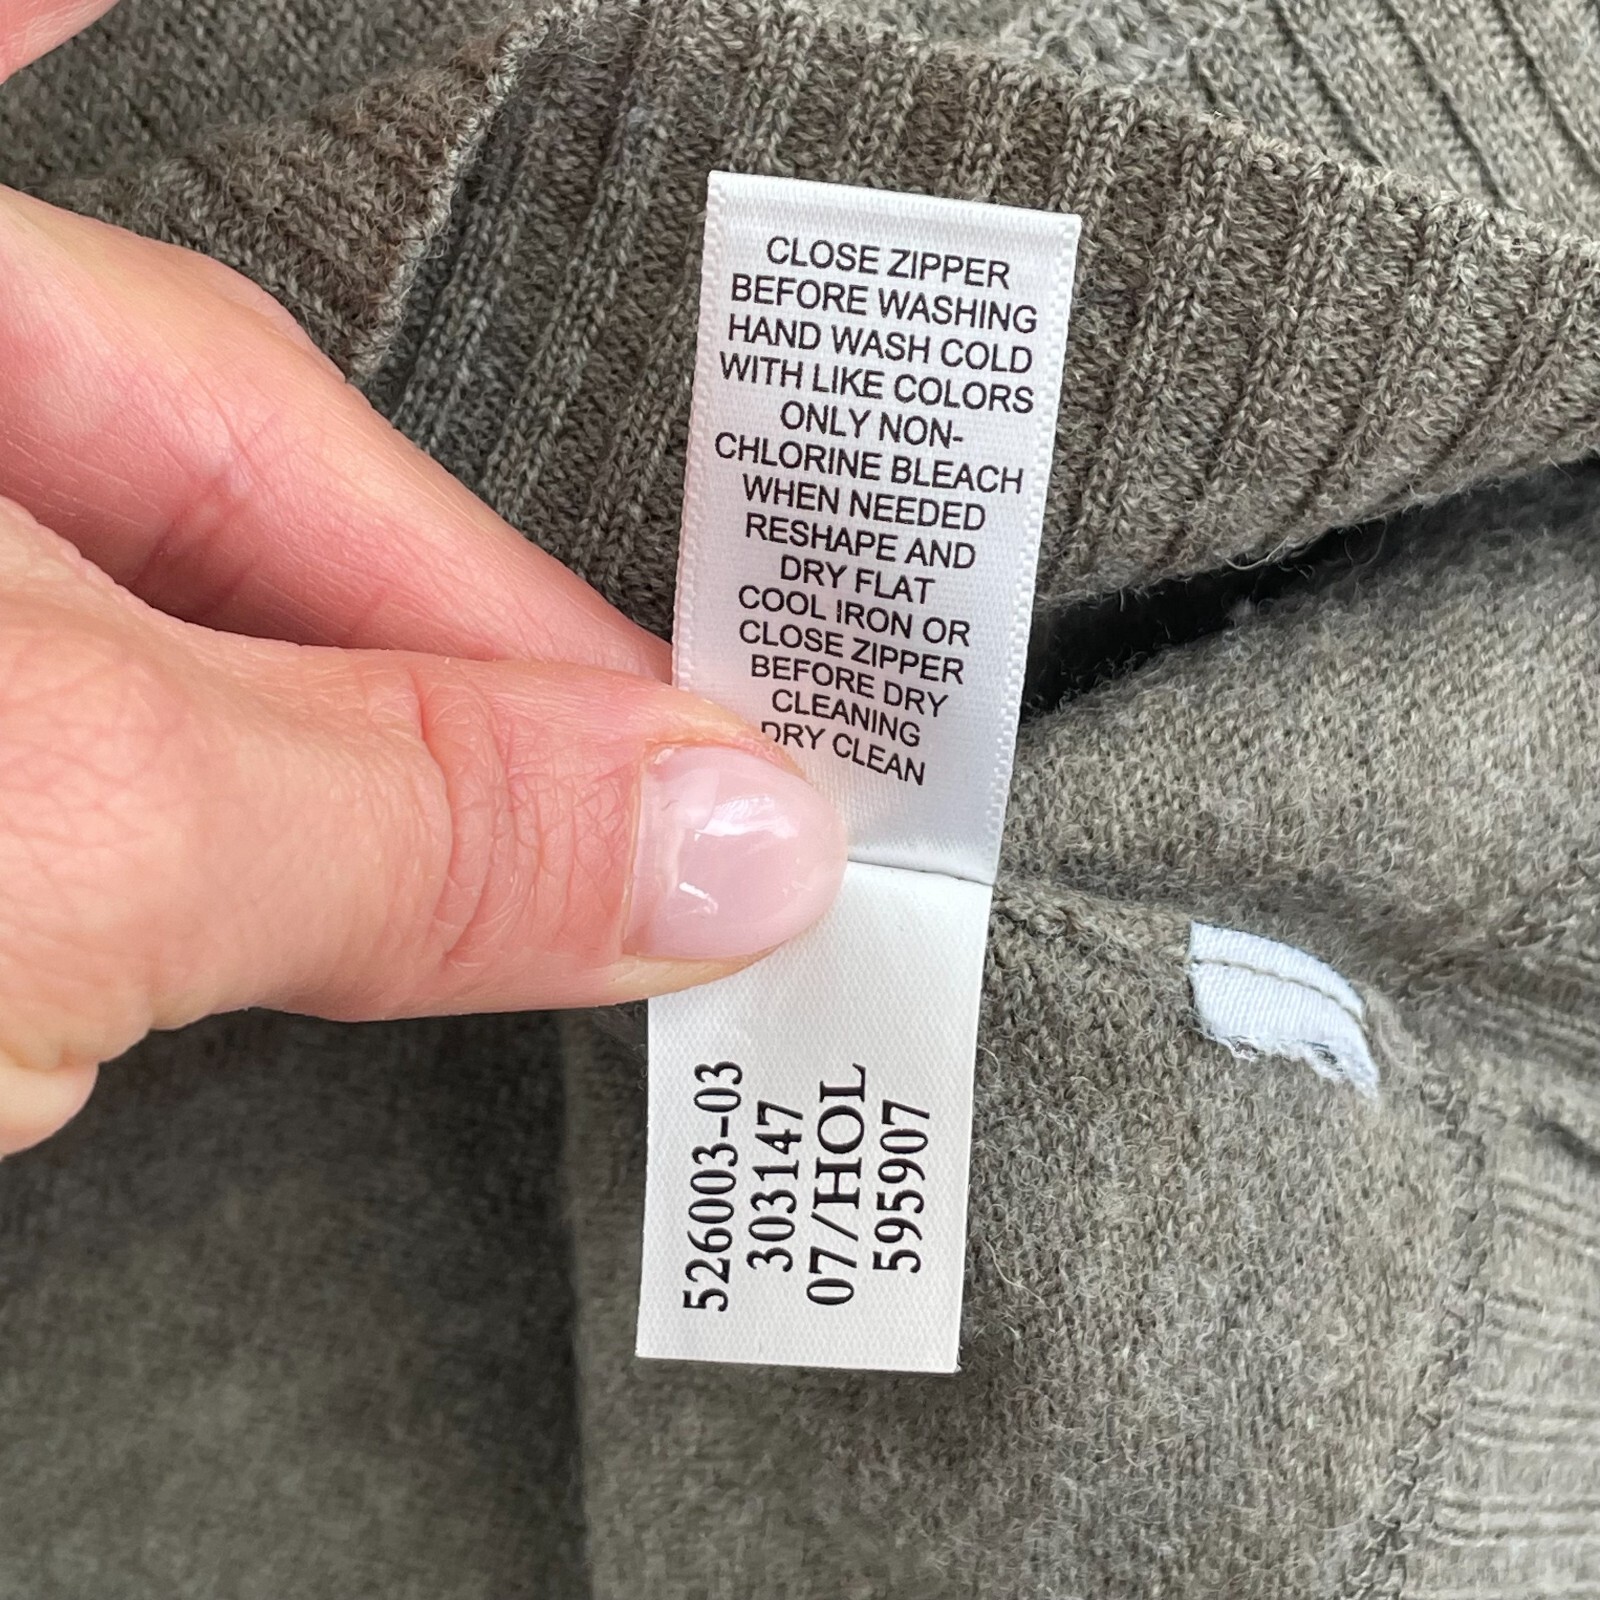 CLOSE ZIPPER
BEFORE WASHING
HAND WASH COLD
WITH LIKE COLORS
ONLY NON-
CHLORINE BLEACH
WHEN NEEDED
RESHAPE AND
DRY FLAT
COOL IRON OR
CLOSE ZIPPER
BEFORE DRY
CLEANING
DRY CLEAN
526003-03
303147
07/HOL
595907